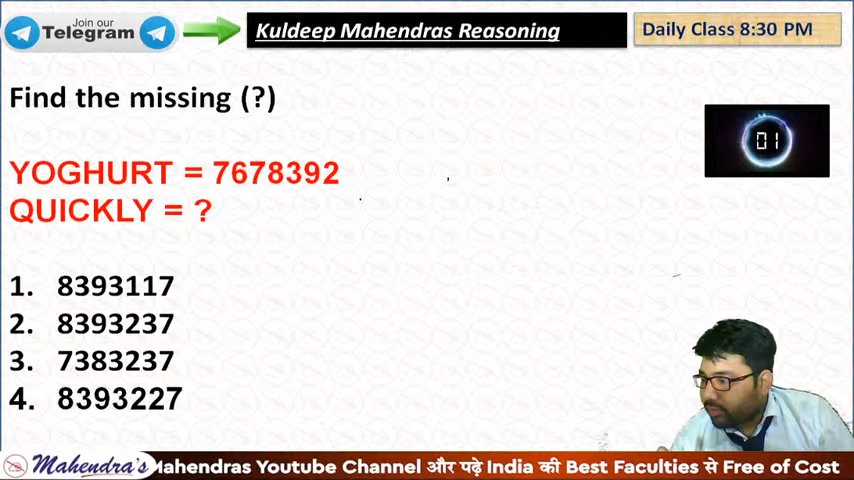 Join our
Telegram
Kuldeep Mahendras Reasoning
Daily Class 8:30 PM
Find the missing (?)
01
YOGHURT = 7678392
QUICKLY = ?
1. 8393117
2. 8393237
3. 7383237
4. 8393227
Mahendra's
Mahendras Youtube Channel और पढ़े India की Best Faculties से Free of Cost